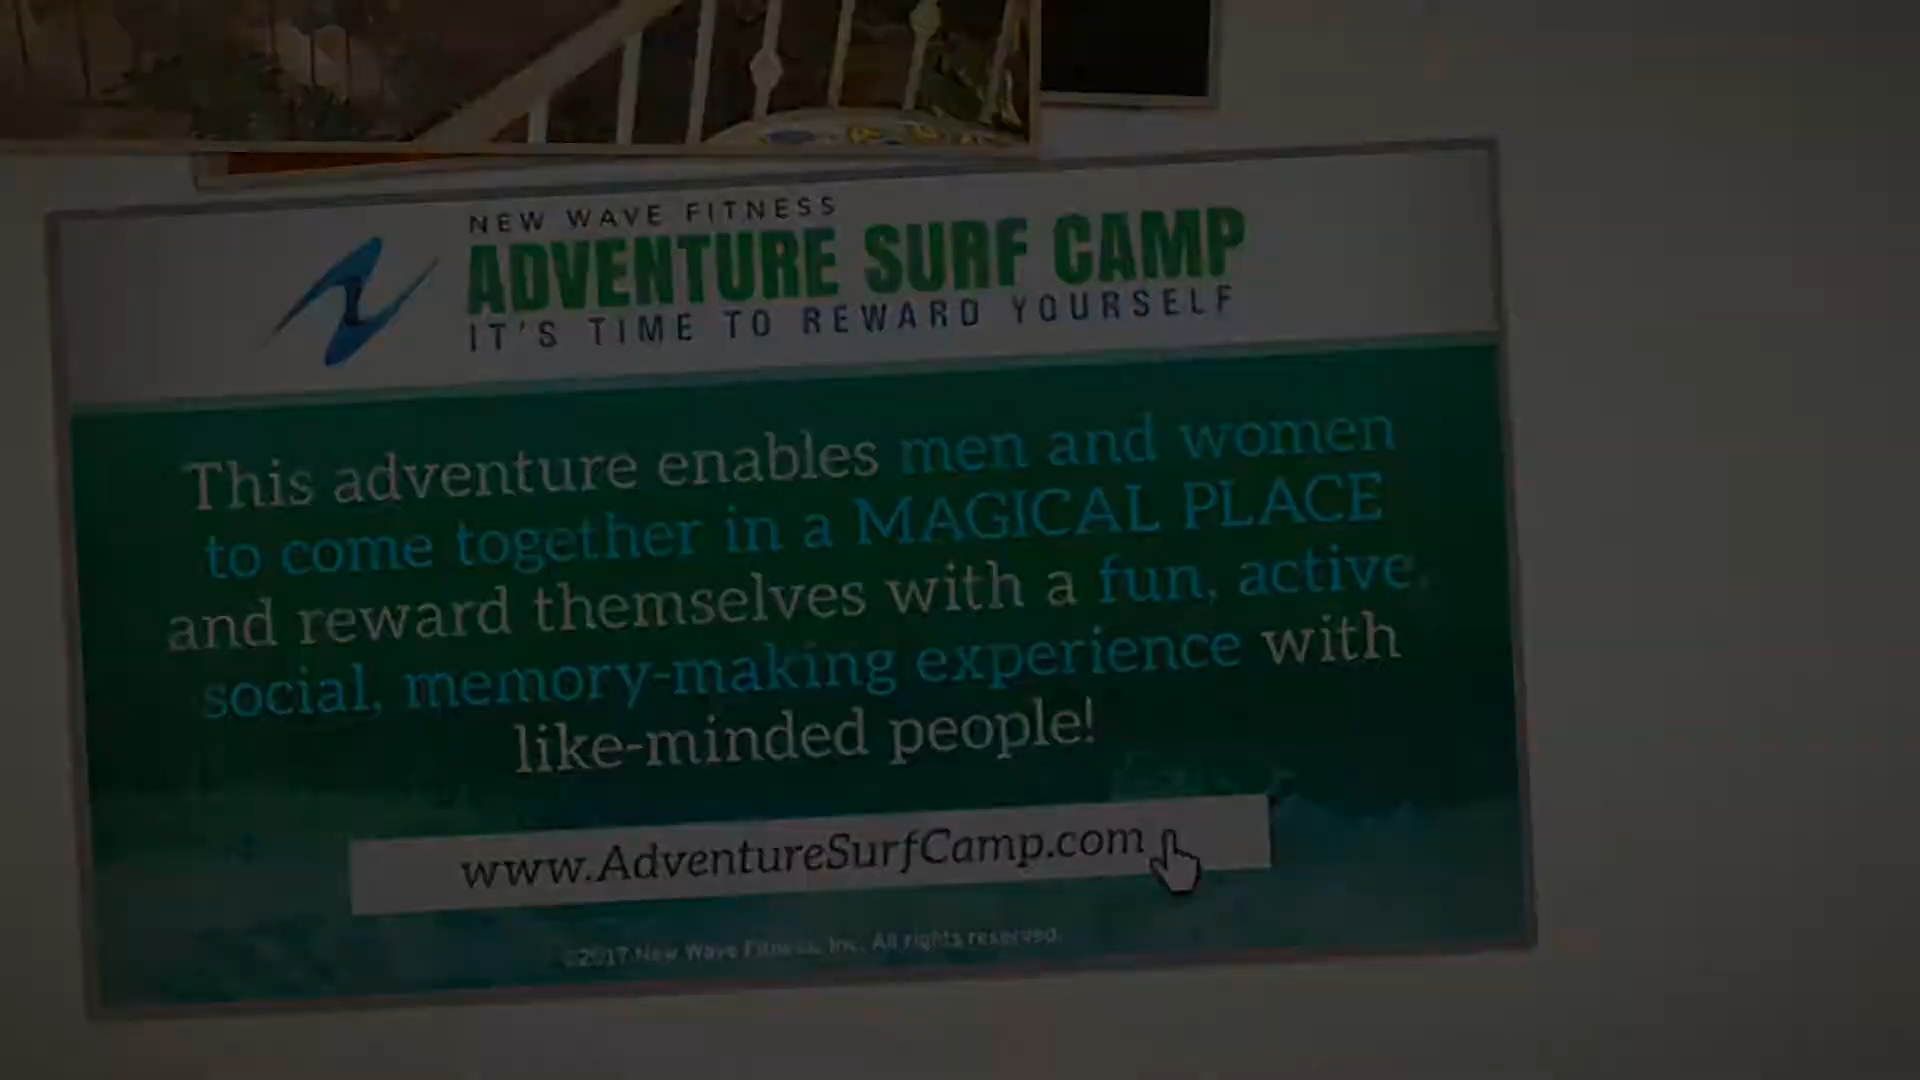 NEW WAVE FITNESS
ADVENTURE SURF CAMP
IT'S TIME TO REWARD YOURSELF
This adventure enables men and women
to come together in a MAGICAL PLACE
and reward themselves with a fun, active,
social, memory-making experience with
like-minded people!
www.AdventureSurfCamp.com
©2017 New Wave Fitness, Inc. All rights reserved.